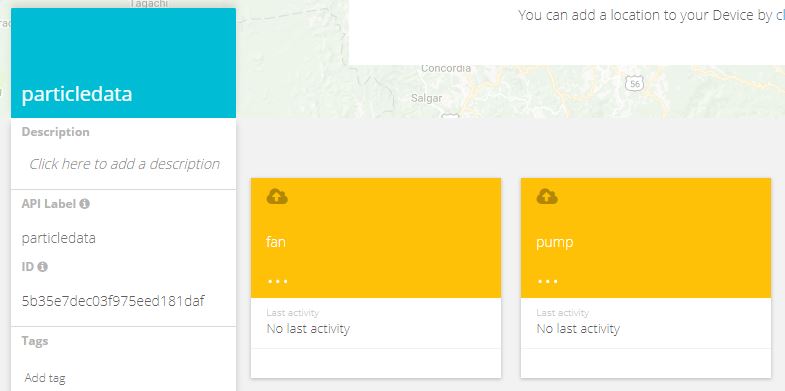 Tagachi
You can add a location to your Device by cl
Concordia
Salgar
56
particledata
Description
Click here to add a description
API Label
particledata
ID
5b35e7dec03f975eed181daf
Tags
Add tag
fan
...
Last activity
No last activity
pump
...
Last activity
No last activity